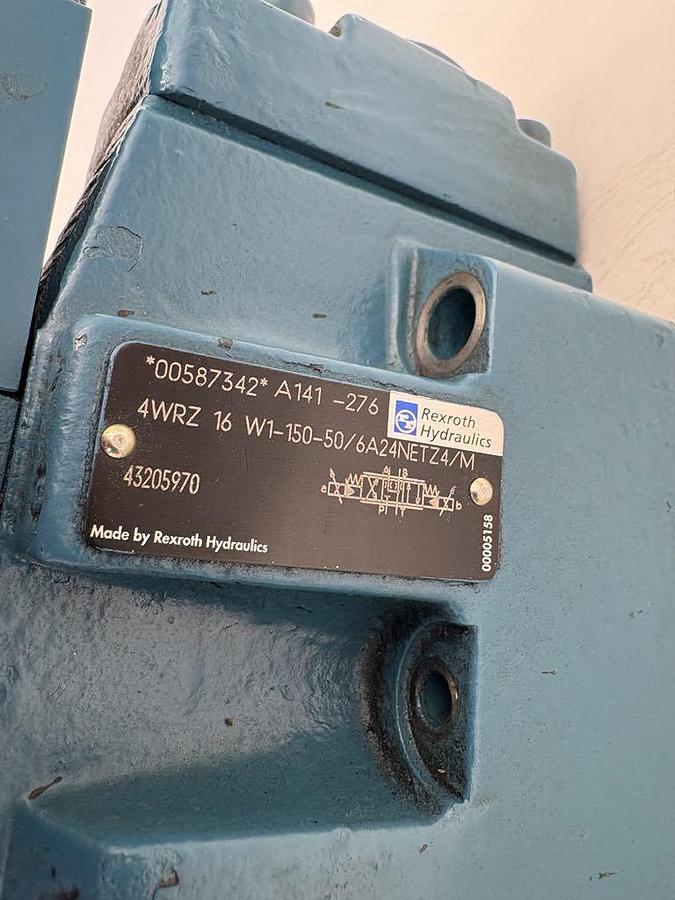 *00587342* A141 -276
Rexroth
Hydraulics
4WRZ 16 W1-150-50/6A24NETZ4/M
43205970
A B
a b
P T Y
Made by Rexroth Hydraulics
00005158